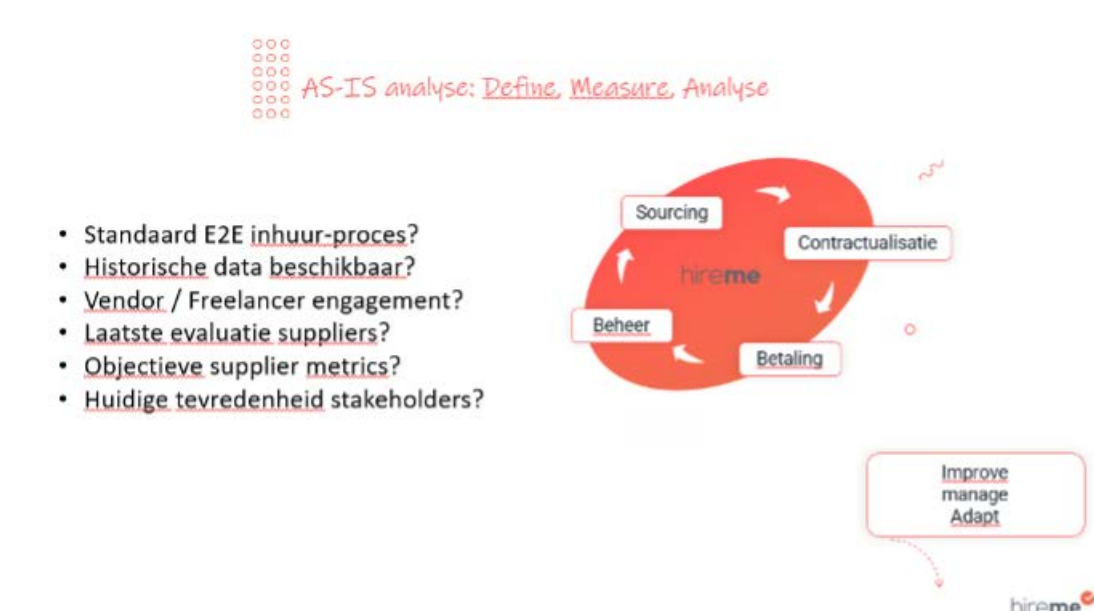 AS-IS analyse: Define, Measure, Analyse
• Standaard E2E inhuur-proces?
• Historische data beschikbaar?
• Vendor / Freelancer engagement?
• Laatste evaluatie suppliers?
• Objectieve supplier metrics?
• Huidige tevredenheid stakeholders?
Sourcing
Contractualisatie
hireme
Beheer
Betaling
Improve
manage
Adapt
hireme